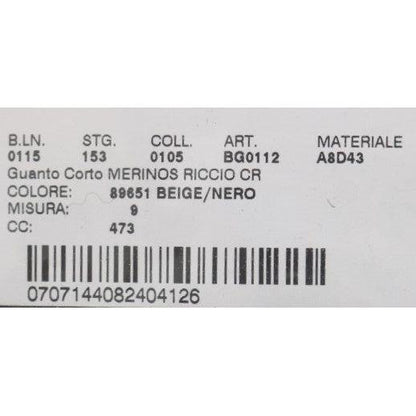 B.LN. STG. COLL. ART. MATERIALE
0115 153 0105 BG0112 A8D43
Guanto Corto MERINOS RICCIO CR
COLORE: 89651 BEIGE/NERO
MISURA: 9
CC: 473
0707144082404126